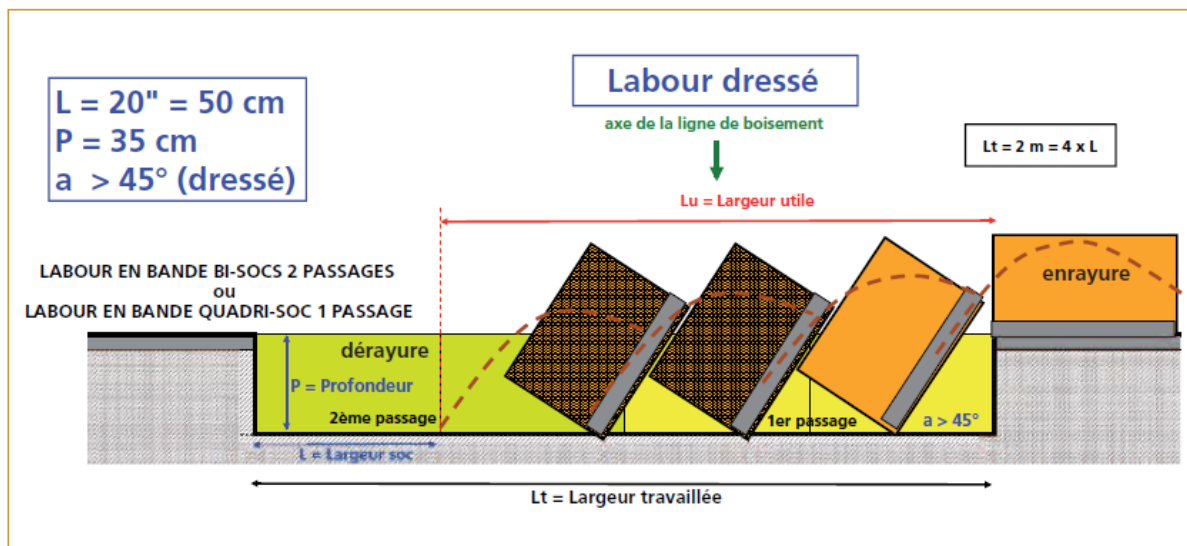 L = 20" = 50 cm
P = 35 cm
a > 45° (dressé)
Labour dressé
axe de la ligne de boisement
Lt = 2 m = 4 x L
Lu = Largeur utile
LABOUR EN BANDE BI-SOCS 2 PASSAGES
ou
LABOUR EN BANDE QUADRI-SOC 1 PASSAGE
enrayure
dérayure
P = Profondeur
2ème passage
1er passage
a > 45°
L = Largeur soc
Lt = Largeur travaillée